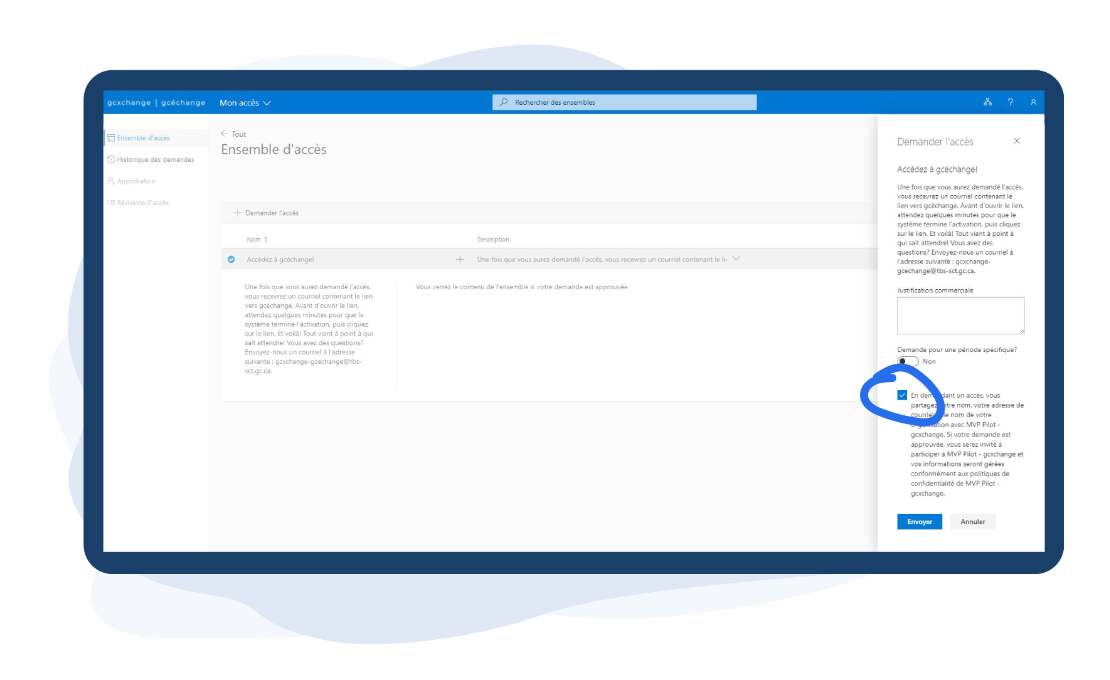 gcxchange | gcéchange
Mon accès
Rechercher des ensembles
?
Ensemble d'accès
Historique des demandes
Approbation
Révisions d'accès
← Tout
Ensemble d'accès
+ Demander l'accès
Nom ↑
Description
Accédez à gcéchange!
+
Une fois que vous aurez demandé l'accès, vous recevrez un courriel contenant le li
Une fois que vous aurez demandé l'accès,
vous recevrez un courriel contenant le lien
vers gcéchange. Avant d'ouvrir le lien,
attendez quelques minutes pour que le
système termine l'activation, puis cliquez
sur le lien. Et voilà! Tout vient à point à qui
sait attendre! Vous avez des questions?
Envoyez-nous un courriel à l'adresse
suivante : gcxchange-gcechange@tbs-
sct.gc.ca.
Vous verrez le contenu de l'ensemble si votre demande est approuvée
Demander l'accès
Accédez à gcéchange!
Une fois que vous aurez demandé l'accès,
vous recevrez un courriel contenant le
lien vers gcéchange. Avant d'ouvrir le lien,
attendez quelques minutes pour que le
système termine l'activation, puis cliquez
sur le lien. Et voilà! Tout vient à point à
qui sait attendre! Vous avez des
questions? Envoyez-nous un courriel à
l'adresse suivante : gcxchange-
gcechange@tbs-sct.gc.ca.
Justification commerciale
Demande pour une période spécifique?
Non
En demandant un accès, vous
partagez votre nom, votre adresse de
courriel le nom de votre
organisation avec MVP Pilot -
gcxchange. Si votre demande est
approuvée, vous serez invité à
participer à MVP Pilot - gcxchange et
vos informations seront gérées
conformément aux politiques de
confidentialité de MVP Pilot -
gcxchange.
Envoyer
Annuler